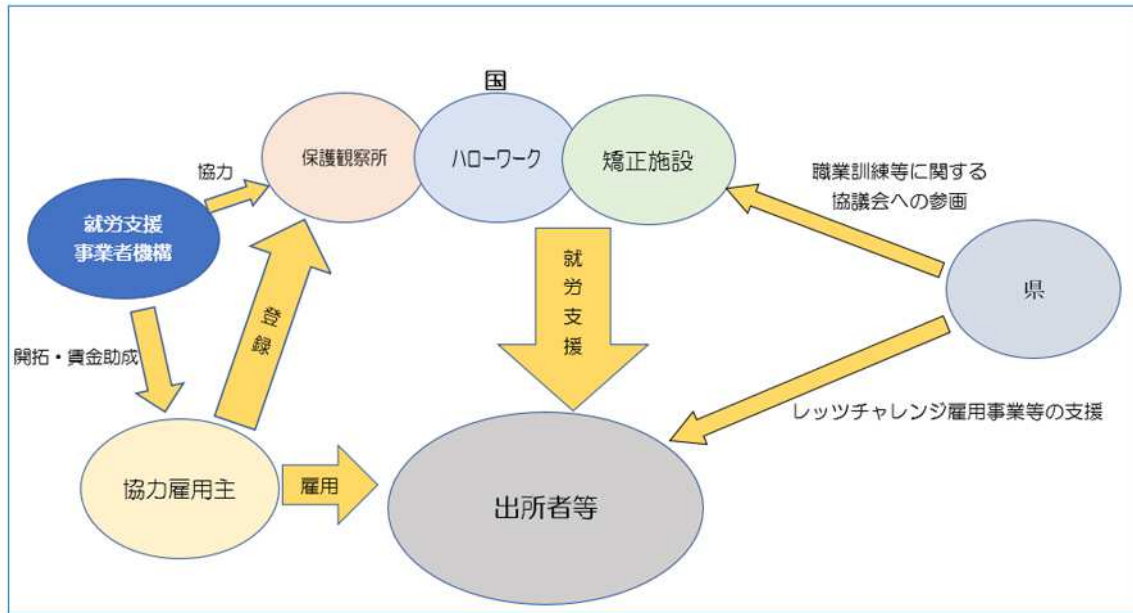 国
保護観察所
ハローワーク
矯正施設
協力
就労支援
事業者機構
職業訓練等に関する
協議会への参画
県
登録
就労支援
開拓・賃金助成
レッツチャレンジ雇用事業等の支援
協力雇用主
雇用
出所者等